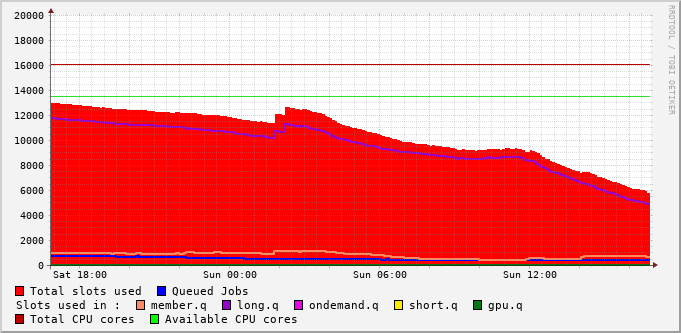 20000
18000
16000
14000
12000
10000
8000
6000
4000
2000
0
Sat 18:00 Sun 00:00 Sun 06:00 Sun 12:00
RRDTOOL / TOBI OETIKER
Total slots used Queued Jobs
Slots used in : member.q long.q ondemand.q short.q gpu.q
Total CPU cores Available CPU cores